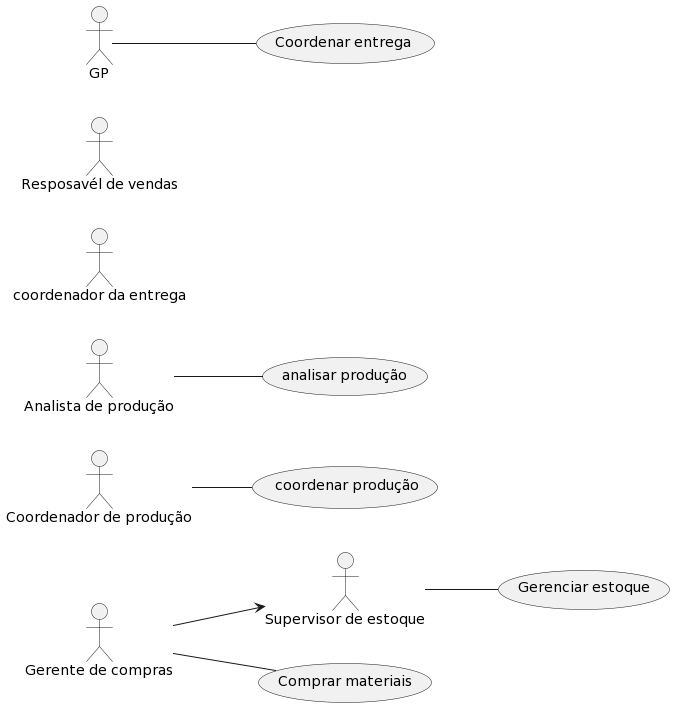 GP
Coordenar entrega
Resposavél de vendas
coordenador da entrega
Analista de produção
analisar produção
Coordenador de produção
coordenar produção
Supervisor de estoque
Gerenciar estoque
Gerente de compras
Comprar materiais